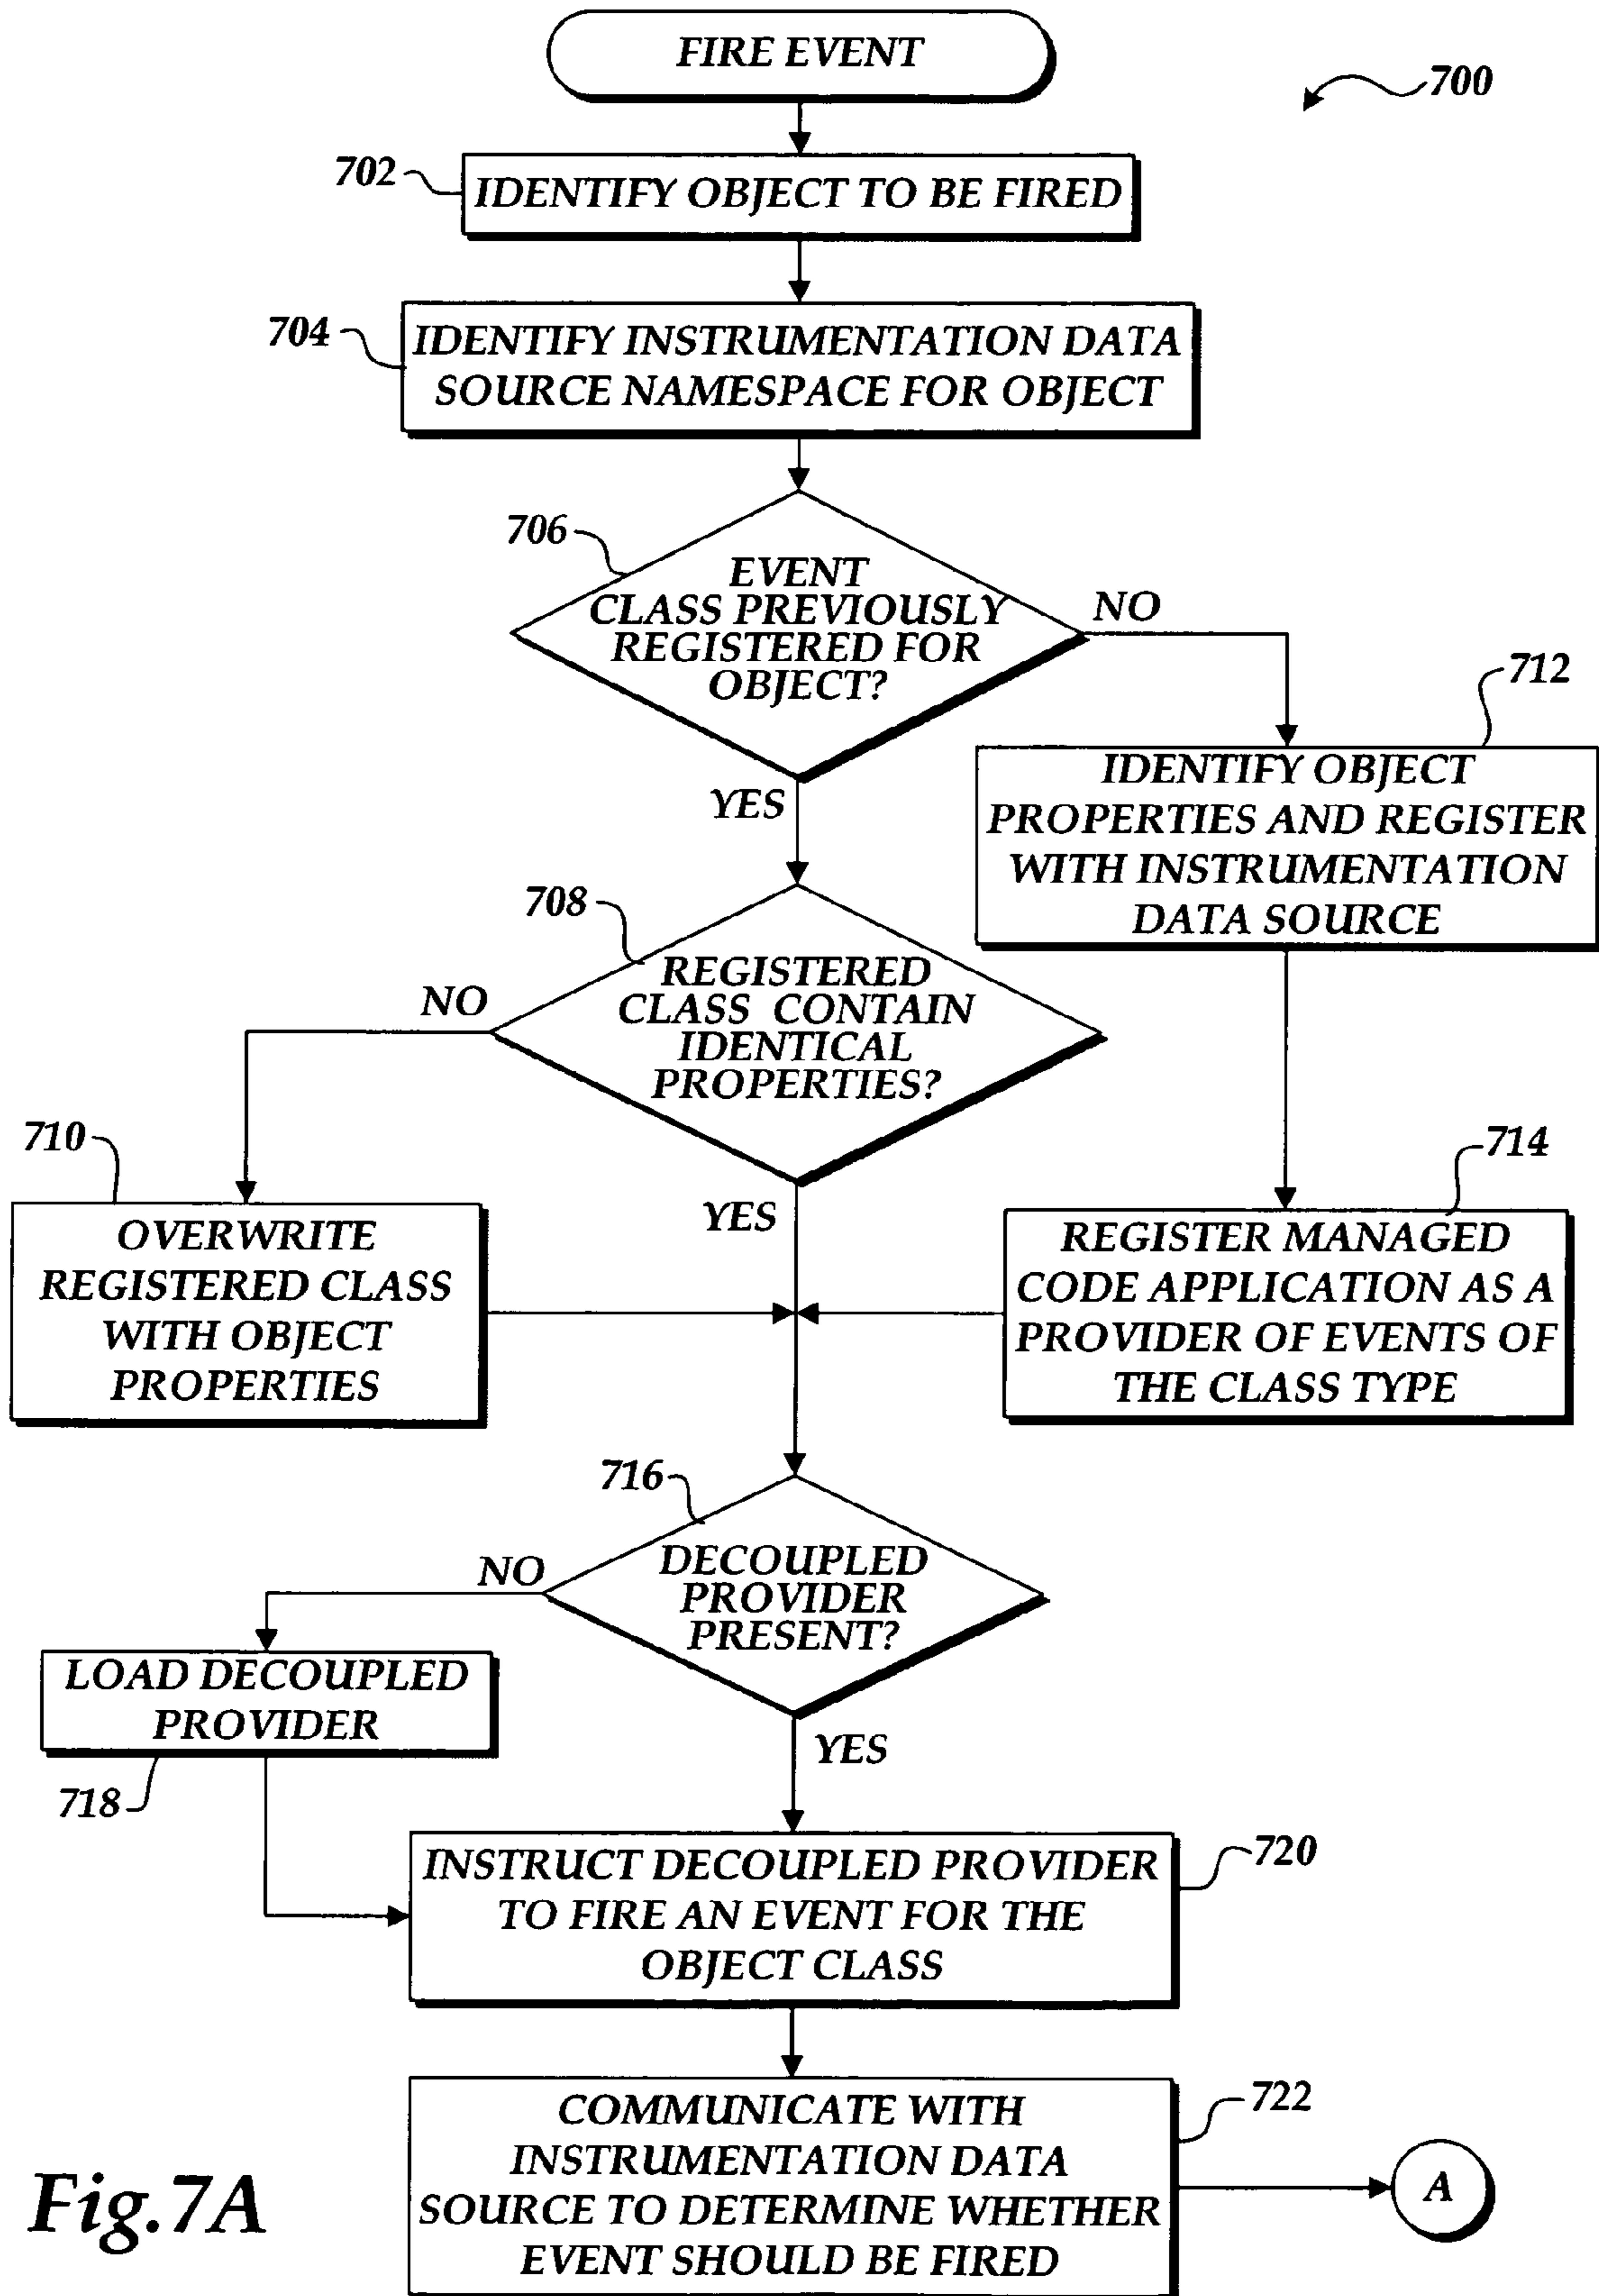 FIRE EVENT
700
702
IDENTIFY OBJECT TO BE FIRED
704
IDENTIFY INSTRUMENTATION DATA
SOURCE NAMESPACE FOR OBJECT
706
EVENT
CLASS PREVIOUSLY
REGISTERED FOR
OBJECT?
NO
YES
712
IDENTIFY OBJECT
PROPERTIES AND REGISTER
WITH INSTRUMENTATION
DATA SOURCE
708
REGISTERED
CLASS CONTAIN
IDENTICAL
PROPERTIES?
NO
YES
710
OVERWRITE
REGISTERED CLASS
WITH OBJECT
PROPERTIES
714
REGISTER MANAGED
CODE APPLICATION AS A
PROVIDER OF EVENTS OF
THE CLASS TYPE
716
DECOUPLED
PROVIDER
PRESENT?
NO
YES
LOAD DECOUPLED
PROVIDER
718
INSTRUCT DECOUPLED PROVIDER
TO FIRE AN EVENT FOR THE
OBJECT CLASS
720
COMMUNICATE WITH
INSTRUMENTATION DATA
SOURCE TO DETERMINE WHETHER
EVENT SHOULD BE FIRED
722
A
Fig.7A